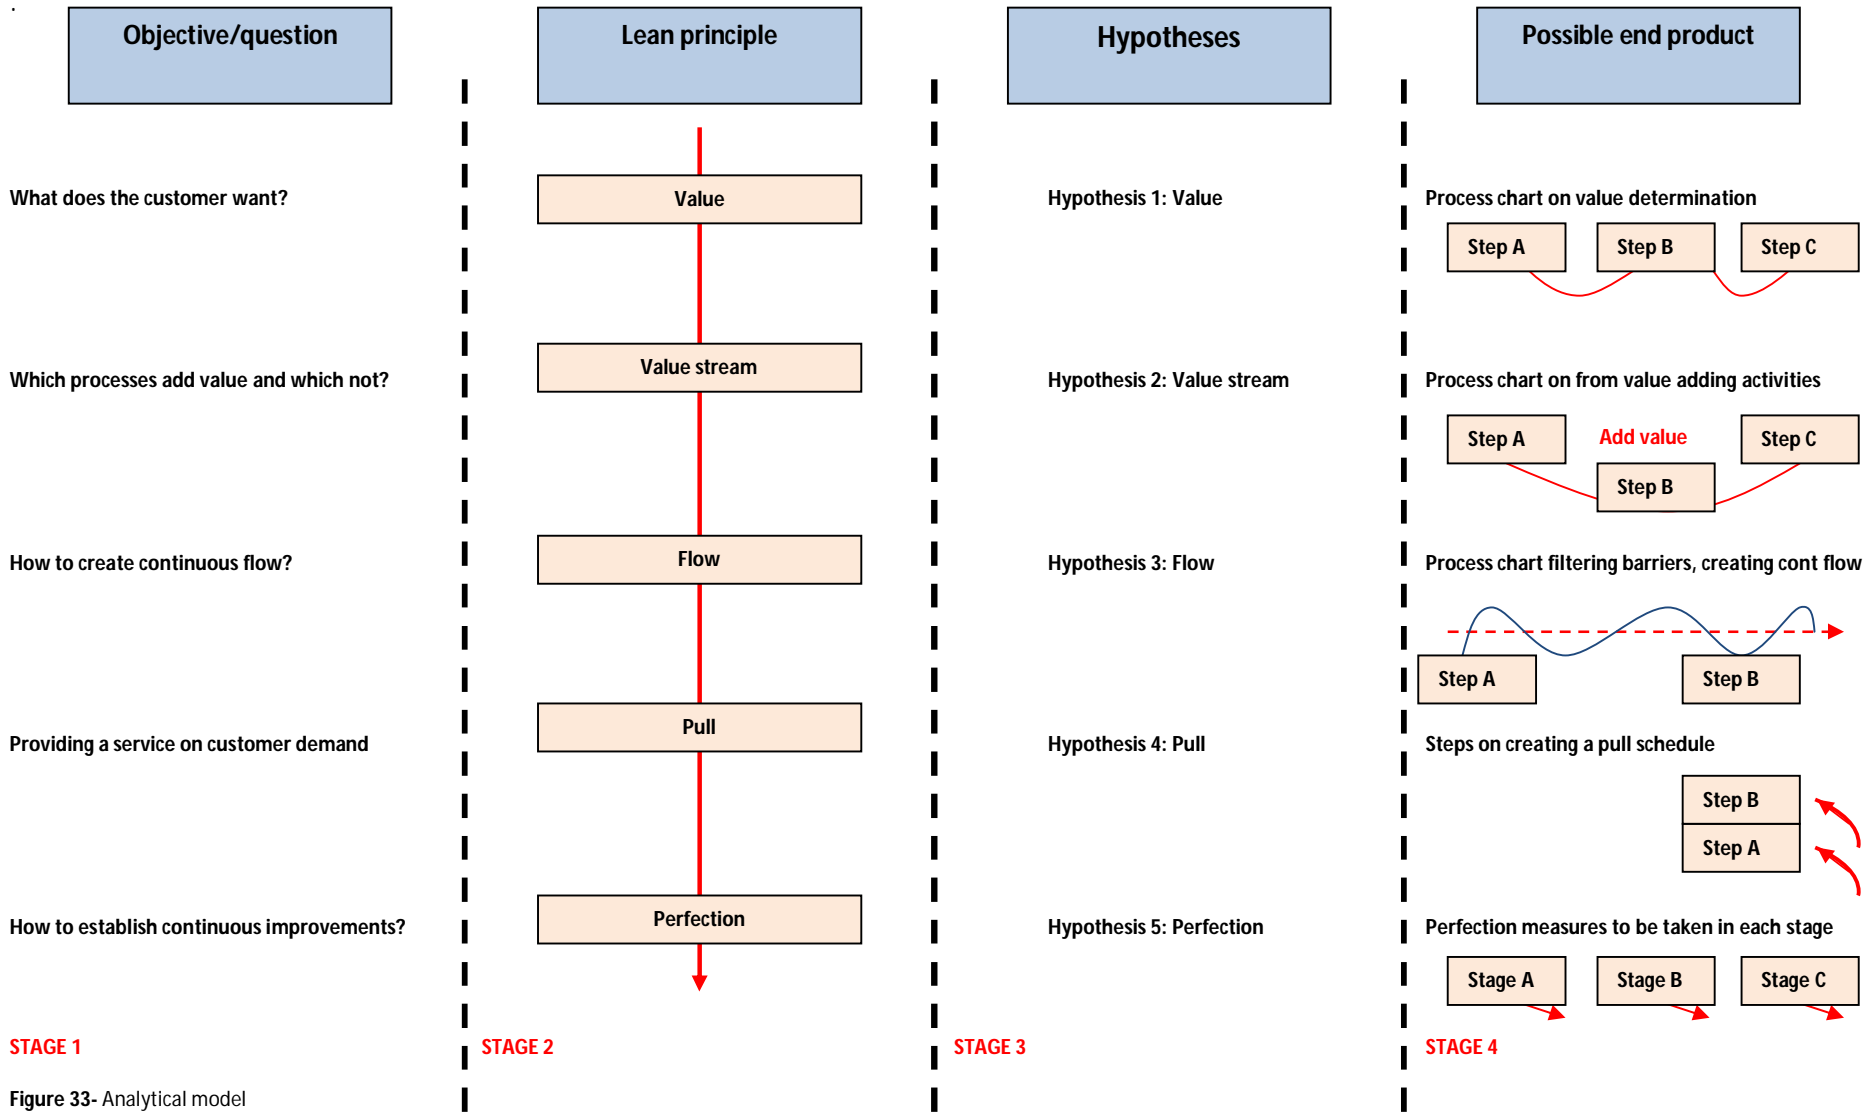 .
Objective/question
Lean principle
Hypotheses
Possible end product
What does the customer want?
Value
Hypothesis 1: Value
Process chart on value determination
Step A
Step B
Step C
Which processes add value and which not?
Value stream
Hypothesis 2: Value stream
Process chart on from value adding activities
Step A
Add value
Step C
Step B
How to create continuous flow?
Flow
Hypothesis 3: Flow
Process chart filtering barriers, creating cont flow
Step A
Step B
Providing a service on customer demand
Pull
Hypothesis 4: Pull
Steps on creating a pull schedule
Step B
Step A
How to establish continuous improvements?
Perfection
Hypothesis 5: Perfection
Perfection measures to be taken in each stage
Stage A
Stage B
Stage C
STAGE 1
STAGE 2
STAGE 3
STAGE 4
Figure 33- Analytical model